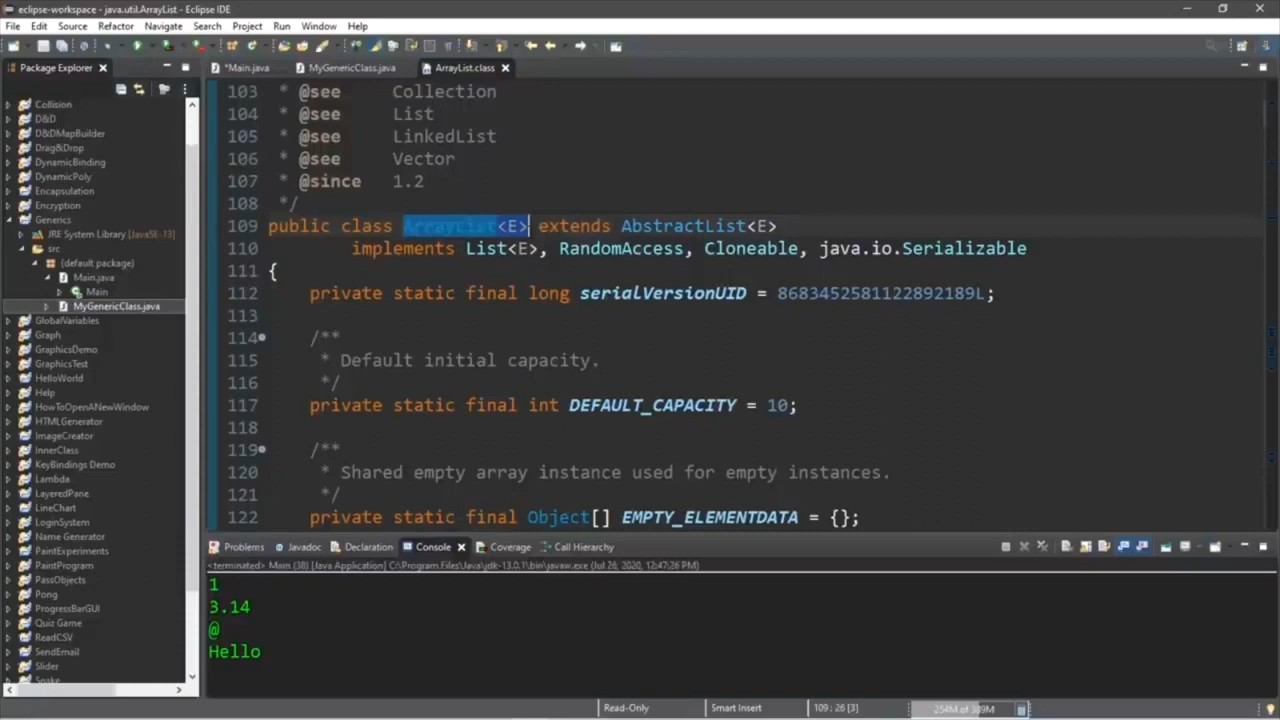 eclipse-workspace - java.util.ArrayList - Eclipse IDE
File Edit Source Refactor Navigate Search Project Run Window Help
Package Explorer
*Main.java MyGenericClass.java ArrayList.class
Collision
D&D
D&DMapBuilder
Drag&Drop
DynamicBinding
DynamicPoly
Encapsulation
Encryption
Generics
JRE System Library [JavaSE-13]
src
(default package)
Main.java
Main
MyGenericClass.java
GlobalVariables
Graph
GraphicsDemo
GraphicsTest
HelloWorld
Help
HowToOpenANewWindow
HTMLGenerator
ImageCreator
InnerClass
KeyBindings Demo
Lambda
LayeredPane
LineChart
LoginSystem
Name Generator
PaintExperiments
PaintProgram
PassObjects
Pong
ProgressBarGUI
Quiz Game
ReadCSV
SendEmail
Slider
Snake
103 * @see Collection
104 * @see List
105 * @see LinkedList
106 * @see Vector
107 * @since 1.2
108 */
109 public class ArrayList<E> extends AbstractList<E>
110 implements List<E>, RandomAccess, Cloneable, java.io.Serializable
111 {
112 private static final long serialVersionUID = 8683452581122892189L;
113
114 /**
115 * Default initial capacity.
116 */
117 private static final int DEFAULT_CAPACITY = 10;
118
119 /**
120 * Shared empty array instance used for empty instances.
121 */
122 private static final Object[] EMPTY_ELEMENTDATA = {};
Problems Javadoc Declaration Console Coverage Call Hierarchy
<terminated> Main (38) [Java Application] C:\Program Files\Java\jdk-13.0.1\bin\javaw.exe (Jul 26, 2020, 12:47:26 PM)
1
3.14
@
Hello
Read-Only Smart Insert 109 : 26 [3] 254M of 389M